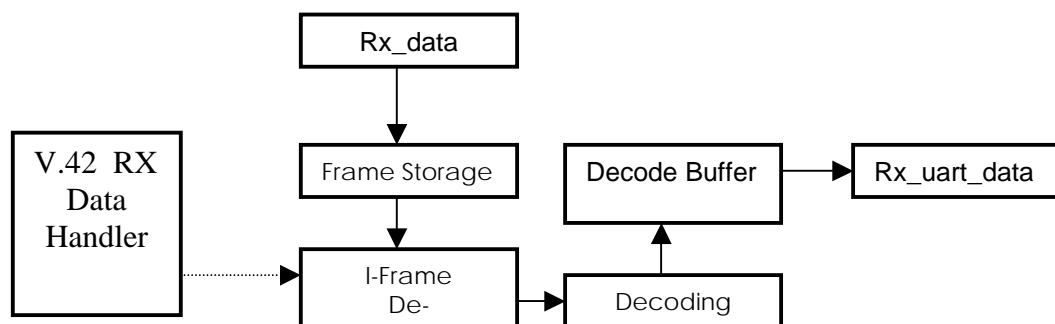 Rx_data
V.42 RX
Data
Handler
Frame Storage
Decode Buffer
Rx_uart_data
I-Frame
De-
Decoding